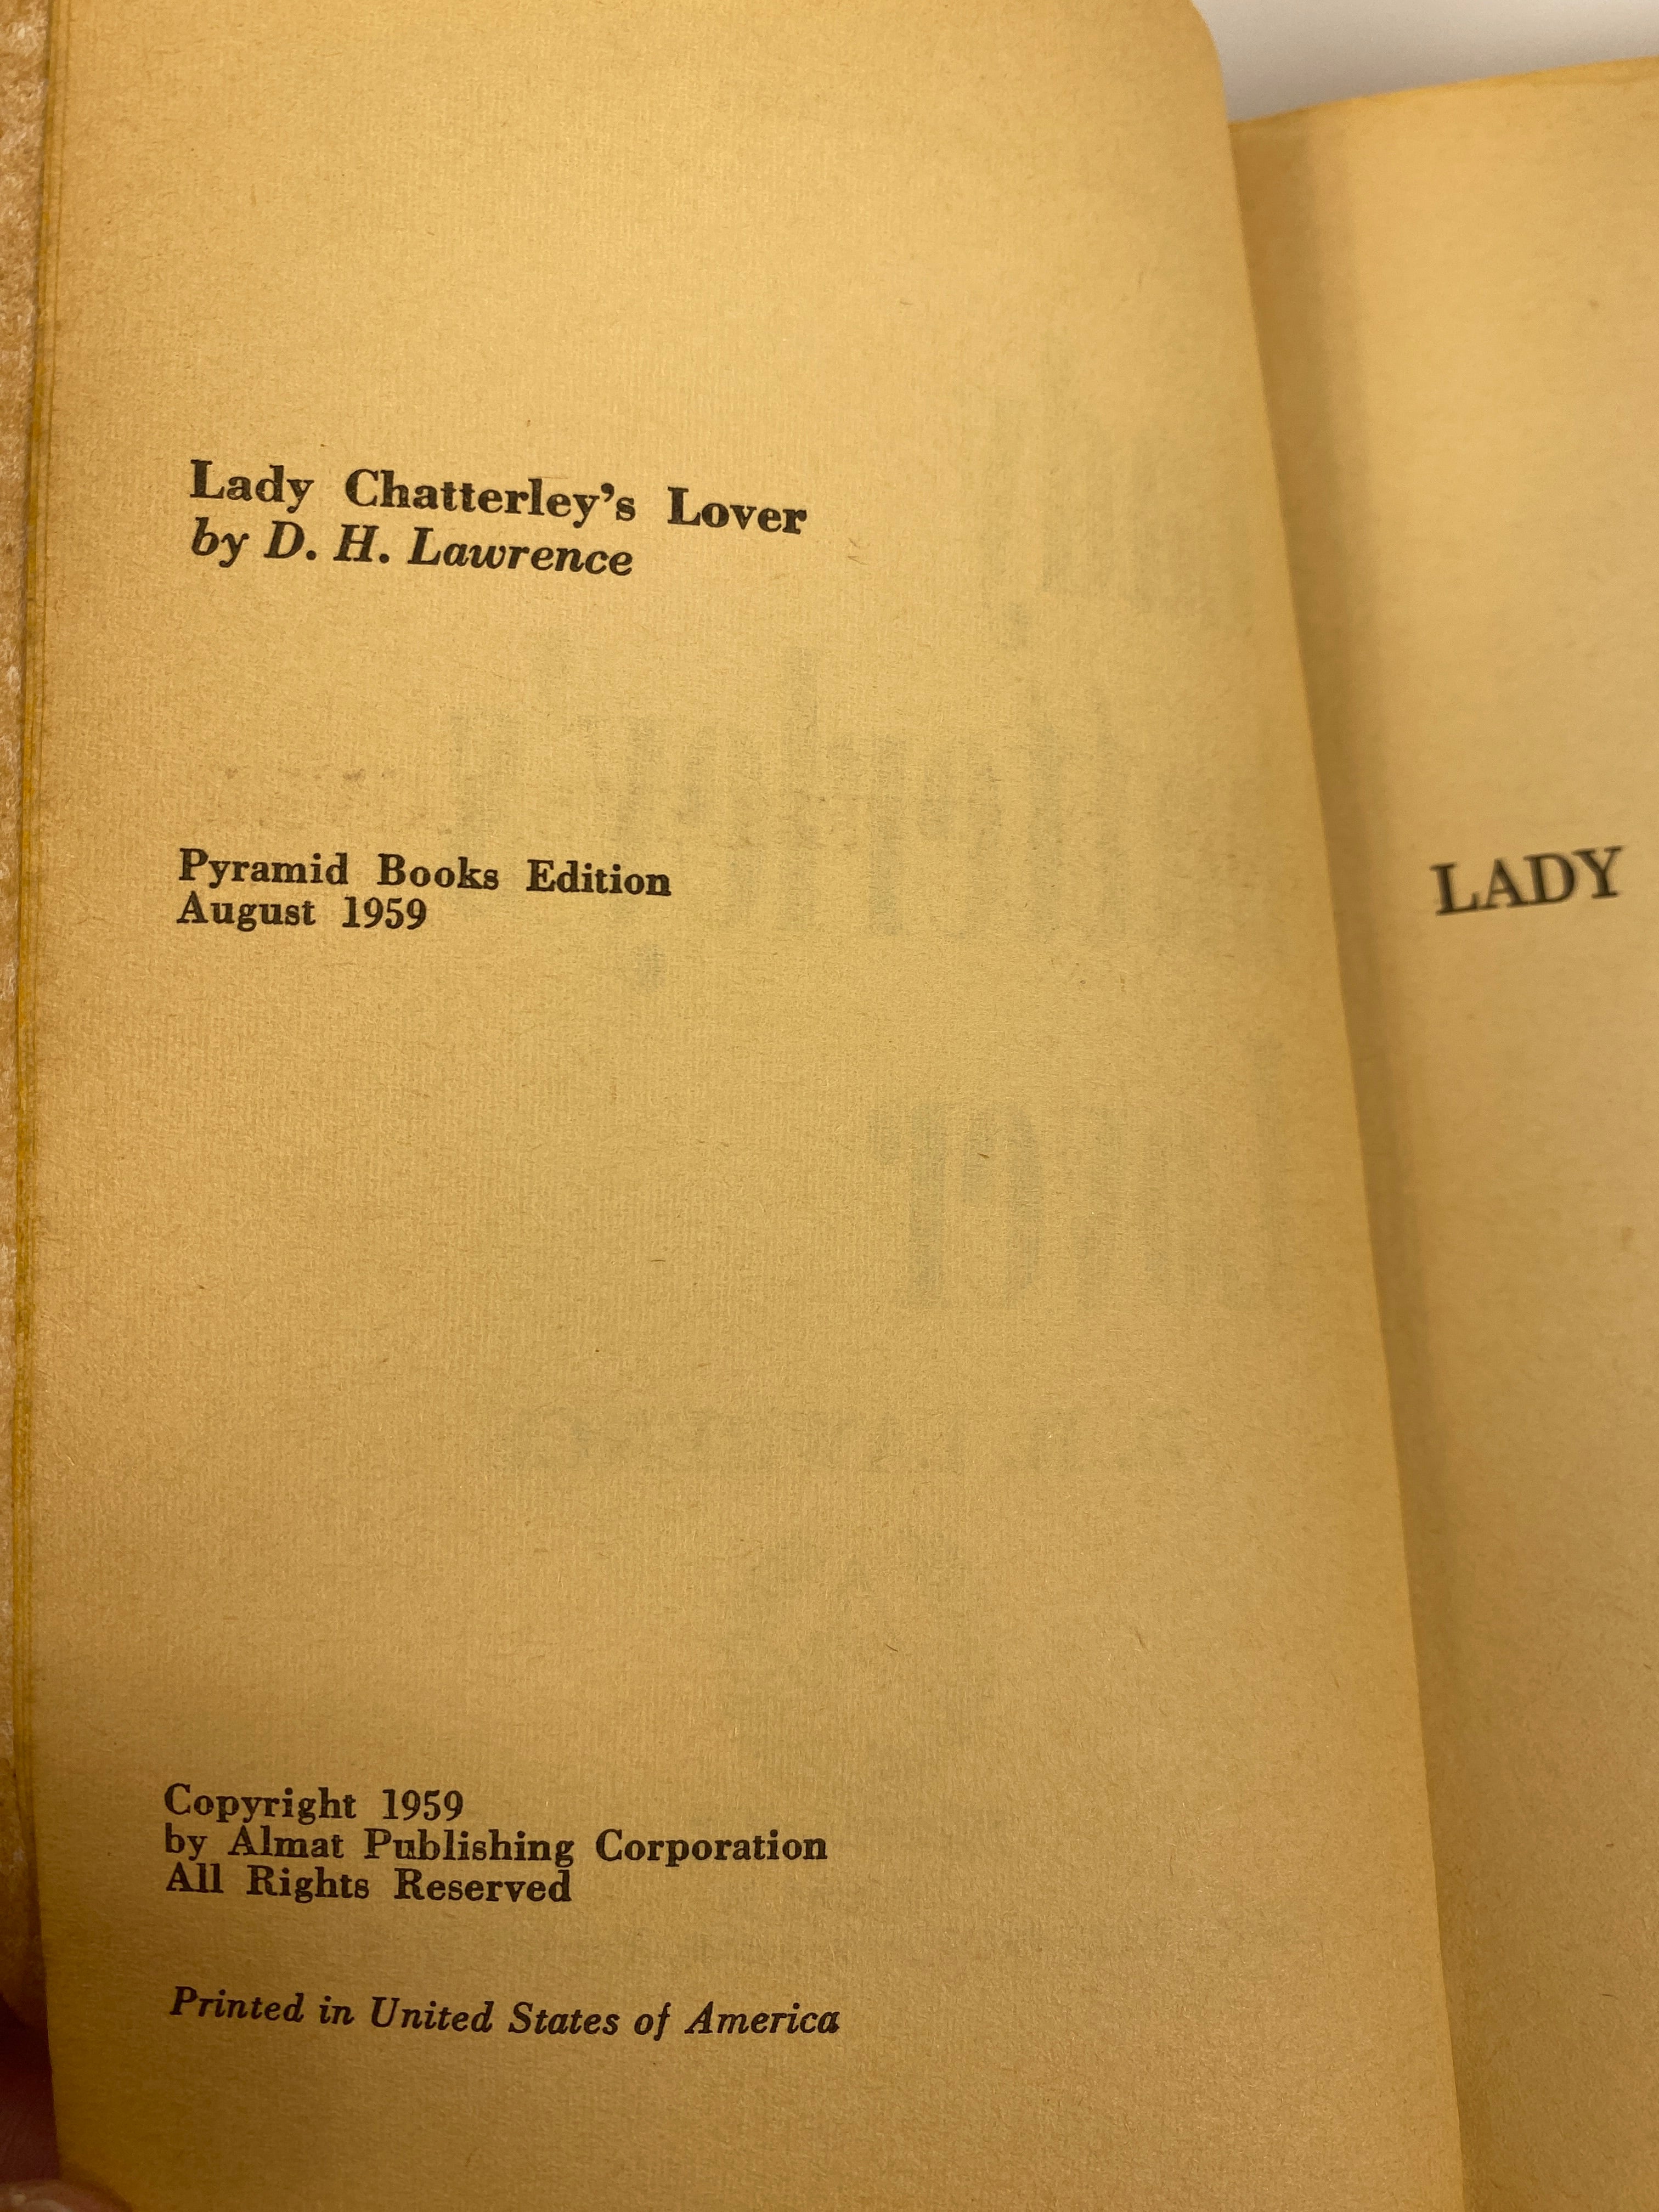 Lady Chatterley's Lover
by D. H. Lawrence
Pyramid Books Edition
August 1959
Copyright 1959
by Almat Publishing Corporation
All Rights Reserved
Printed in United States of America
LADY